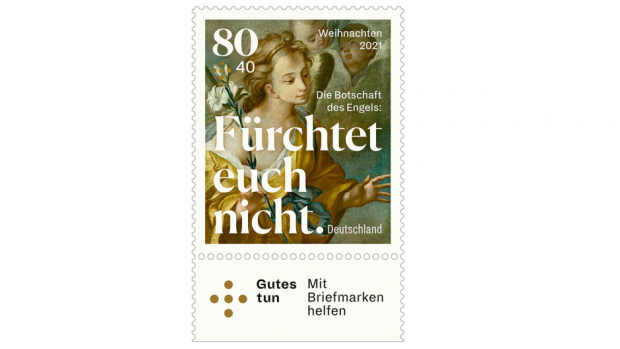 80
40
Weihnachten
2021
Die Botschaft
des Engels:
Fürchtet
euch
nicht.
Deutschland
Gutes
tun
Mit
Briefmarken
helfen